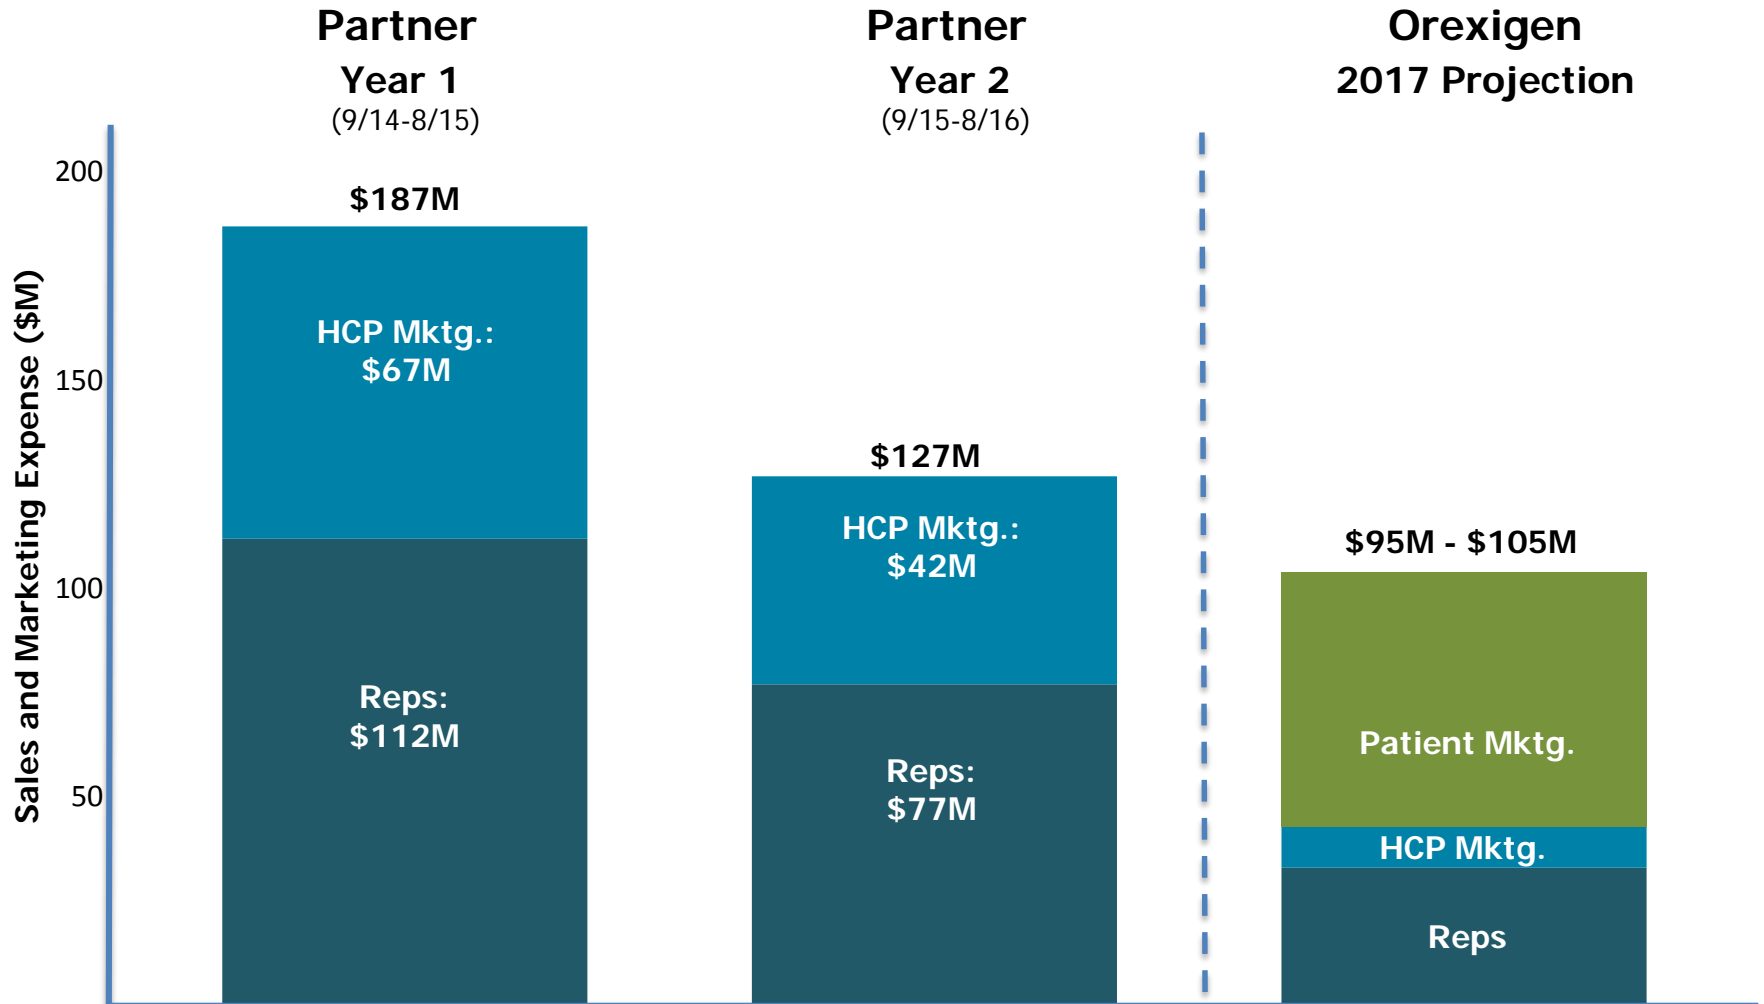 Partner
Year 1
(9/14-8/15)
Partner
Year 2
(9/15-8/16)
Orexigen
2017 Projection
Sales and Marketing Expense ($M)
200
150
100
50
$187M
HCP Mktg.:
$67M
Reps:
$112M
$127M
HCP Mktg.:
$42M
Reps:
$77M
$95M - $105M
Patient Mktg.
HCP Mktg.
Reps